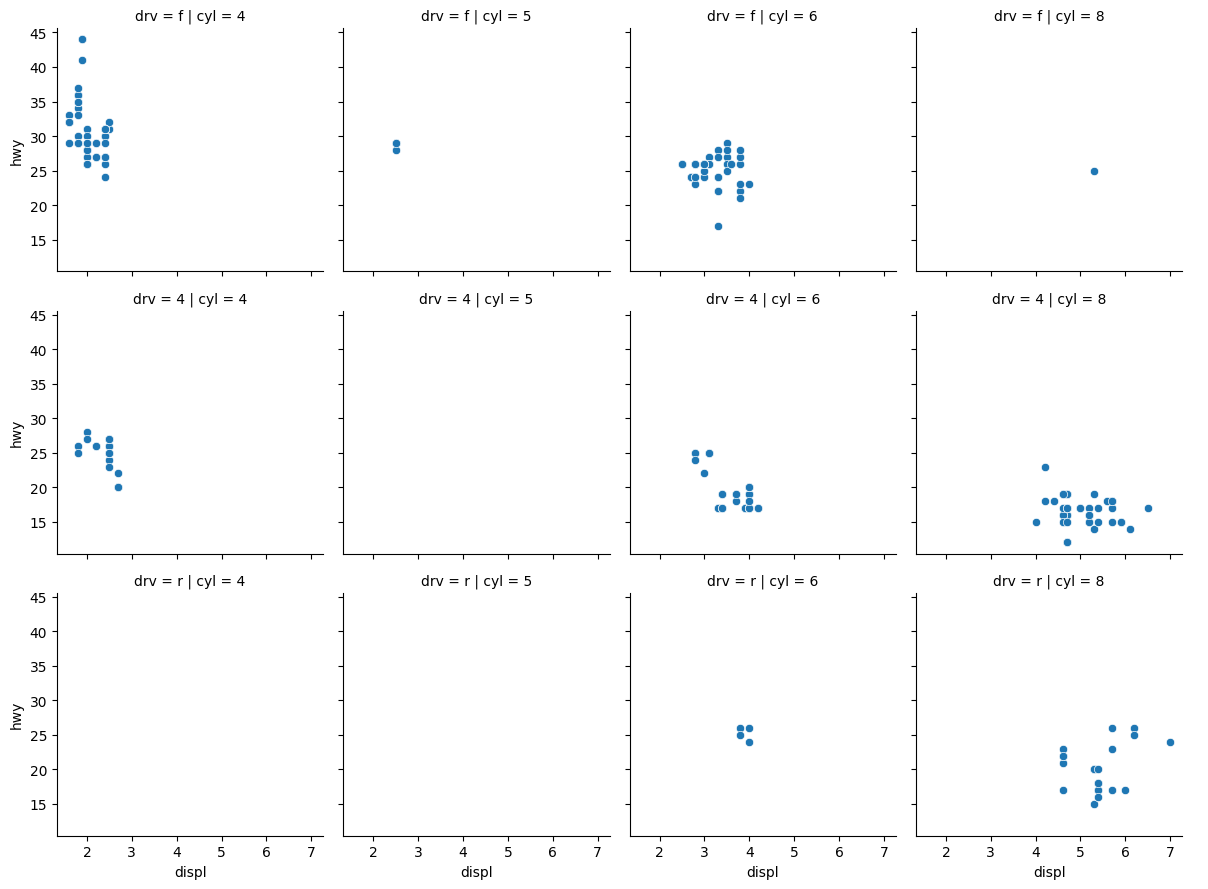 drv = f | cyl = 4 drv = f | cyl = 5 drv = f | cyl = 6 drv = f | cyl = 8
45
40
35
30
25
20
15
hwy
drv = 4 | cyl = 4 drv = 4 | cyl = 5 drv = 4 | cyl = 6 drv = 4 | cyl = 8
45
40
35
30
25
20
15
hwy
drv = r | cyl = 4 drv = r | cyl = 5 drv = r | cyl = 6 drv = r | cyl = 8
45
40
35
30
25
20
15
hwy
2 3 4 5 6 7 2 3 4 5 6 7 2 3 4 5 6 7 2 3 4 5 6 7
displ displ displ displ